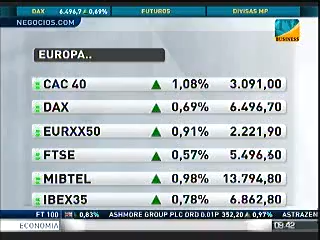 DAX 6.496,7 0,69% FUTUROS DIVISAS MP
NEGOCIOS.COM
BUSINESS
EUROPA..
CAC 40 1,08% 3.091,00
DAX 0,69% 6.496,70
EURXX50 0,91% 2.221,90
FTSE 0,57% 5.496,60
MIBTEL 0,98% 13.794,80
IBEX35 0,78% 6.862,80
FT 100 0,83% ASHMORE GROUP PLC ORD 0.01P 352,20 0,97% ASTRAZEN
ECONOMIA 09:42